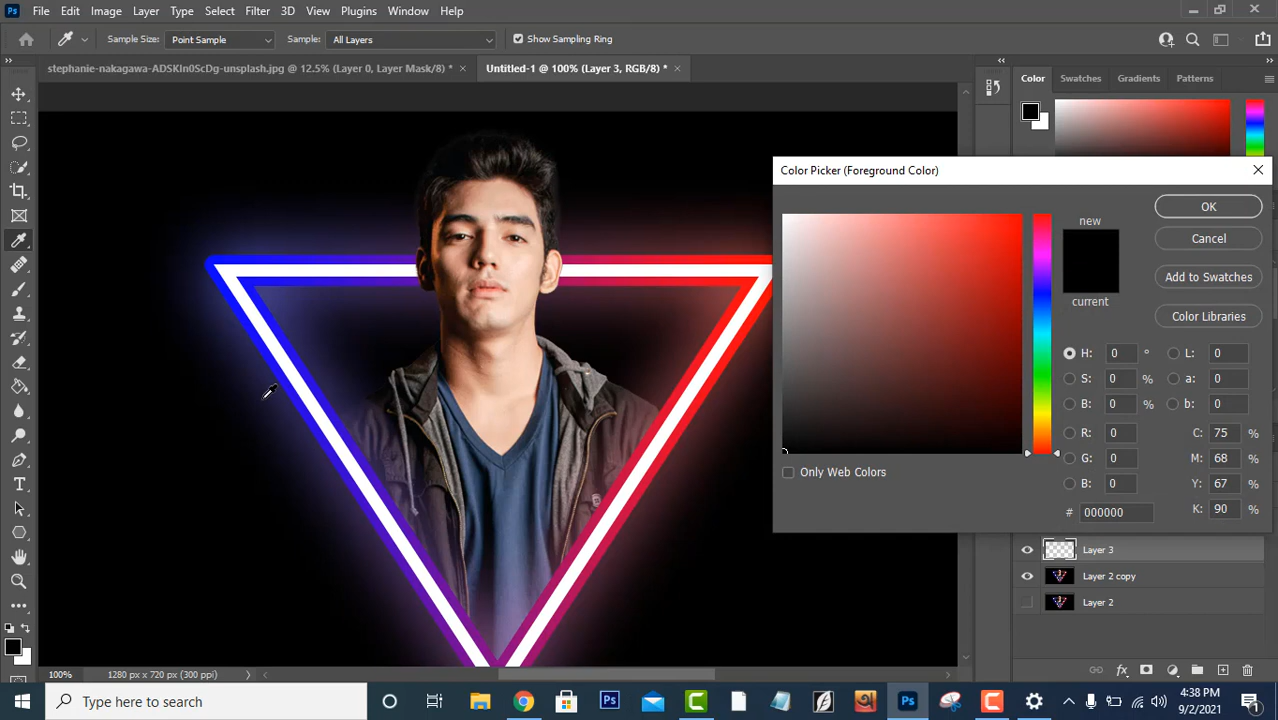 Ps File Edit Image Layer Type Select Filter 3D View Plugins Window Help
Sample Size: Point Sample Sample: All Layers Show Sampling Ring
stephanie-nakagawa-ADSKIn0ScDg-unsplash.jpg @ 12.5% (Layer 0, Layer Mask/8) * × Untitled-1 @ 100% (Layer 3, RGB/8) * ×
Color Swatches Gradients Patterns
Color Picker (Foreground Color)
new
OK
Cancel
Add to Swatches
current
Color Libraries
H: 0 ° L: 0
S: 0 % a: 0
B: 0 % b: 0
R: 0 C: 75 %
G: 0 M: 68 %
B: 0 Y: 67 %
# 000000 K: 90 %
Only Web Colors
Layer 3
Layer 2 copy
Layer 2
fx
100% 1280 px x 720 px (300 ppi)
Type here to search
Ps
Ps
4:38 PM
9/2/2021
1